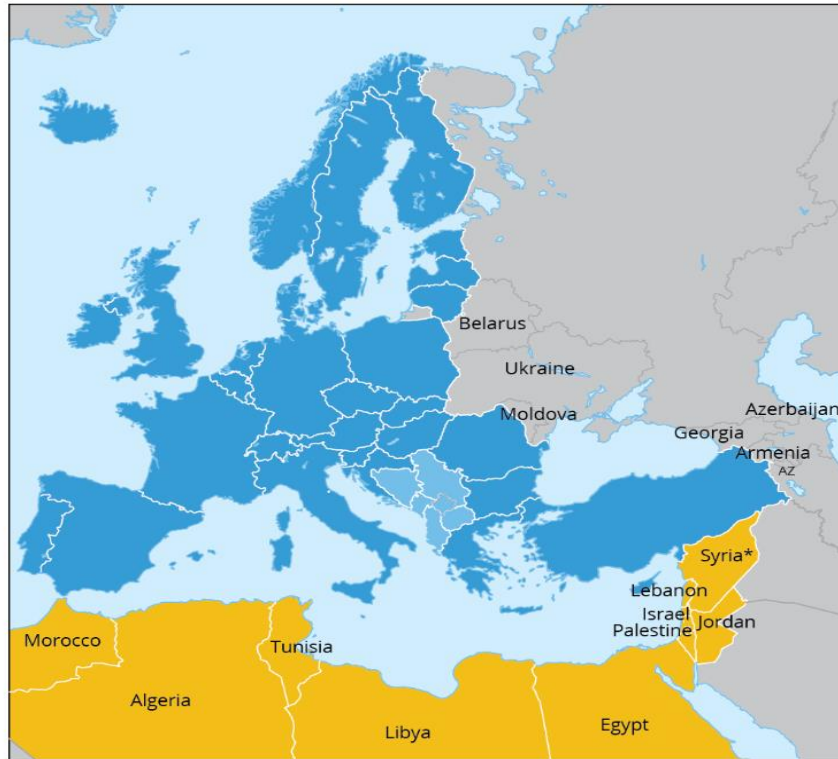 Belarus
Ukraine
Moldova
Azerbaijan
Georgia
Armenia
AZ
Syria*
Lebanon
Israel
Palestine
Jordan
Morocco
Tunisia
Algeria
Libya
Egypt